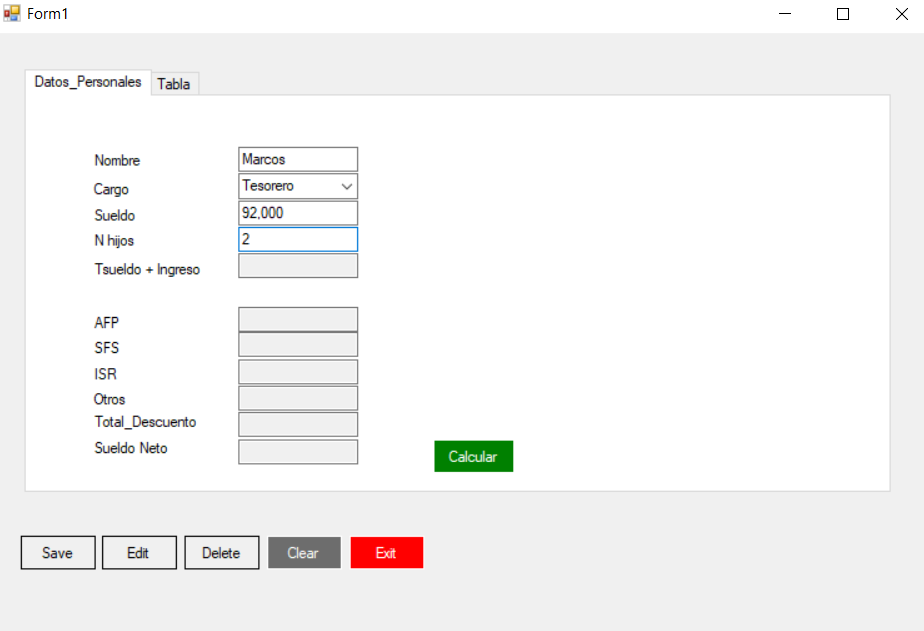 Form1
Datos_Personales Tabla
Nombre Marcos
Cargo Tesorero
Sueldo 92,000
N hijos 2
Tsueldo + Ingreso
AFP
SFS
ISR
Otros
Total_Descuento
Sueldo Neto
Calcular
Save Edit Delete Clear Exit